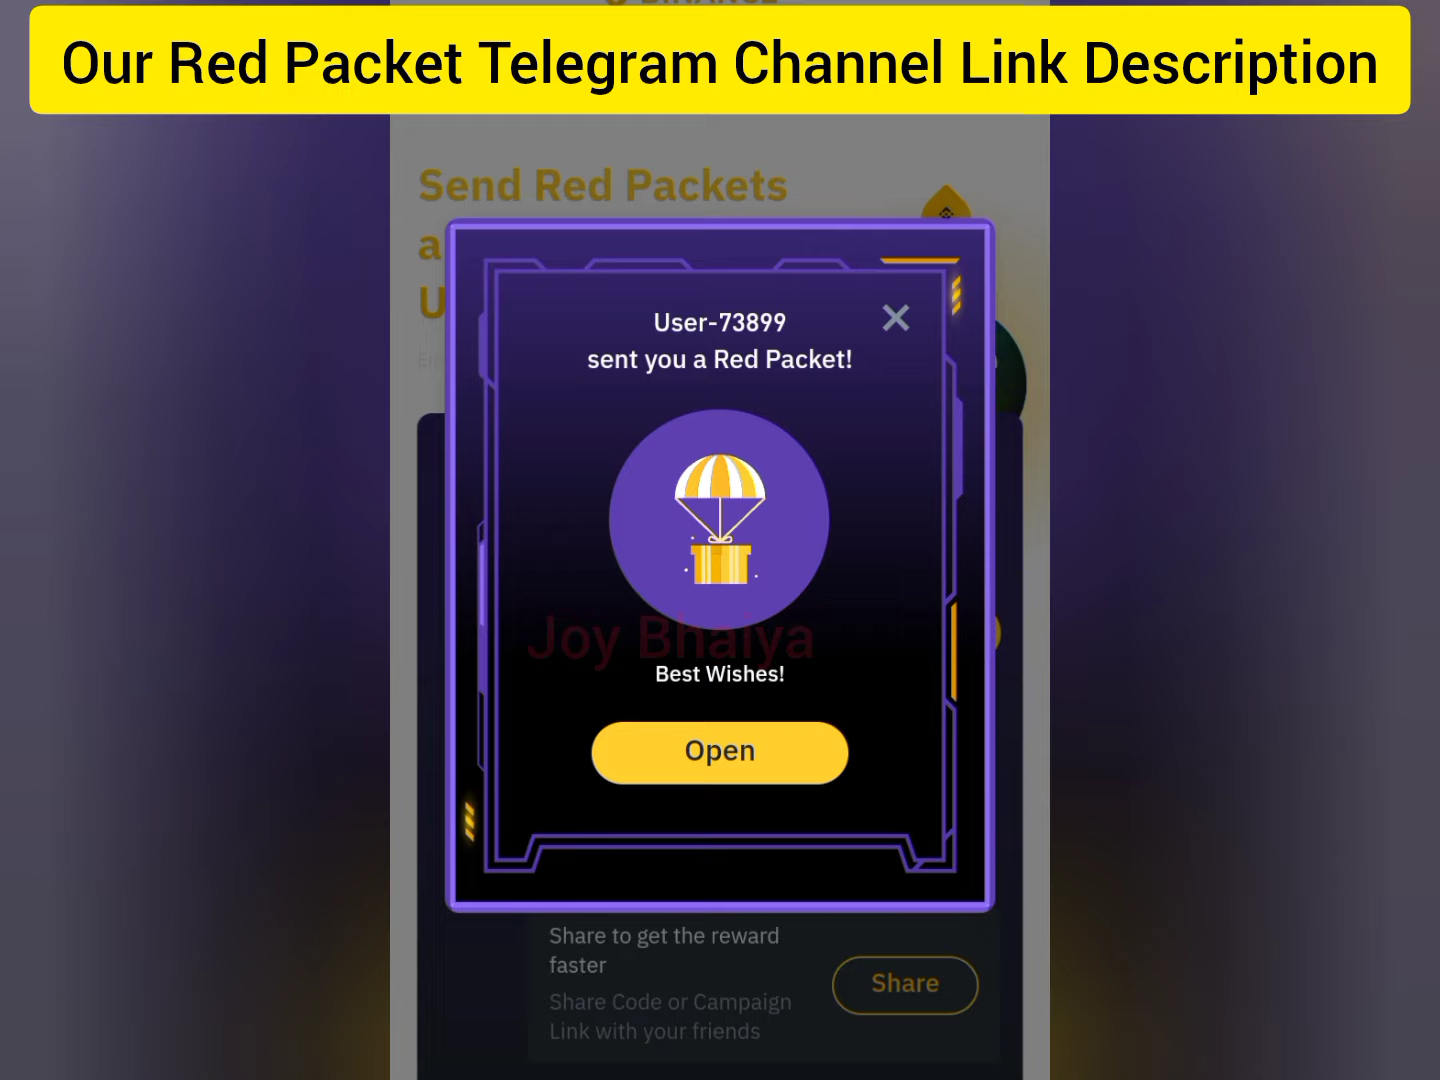 BINANCE
Our Red Packet Telegram Channel Link Description
Send Red Packets
a
U
User-73899
sent you a Red Packet!
Joy Bhaiya
Best Wishes!
Open
Share to get the reward
faster
Share Code or Campaign
Link with your friends
Share